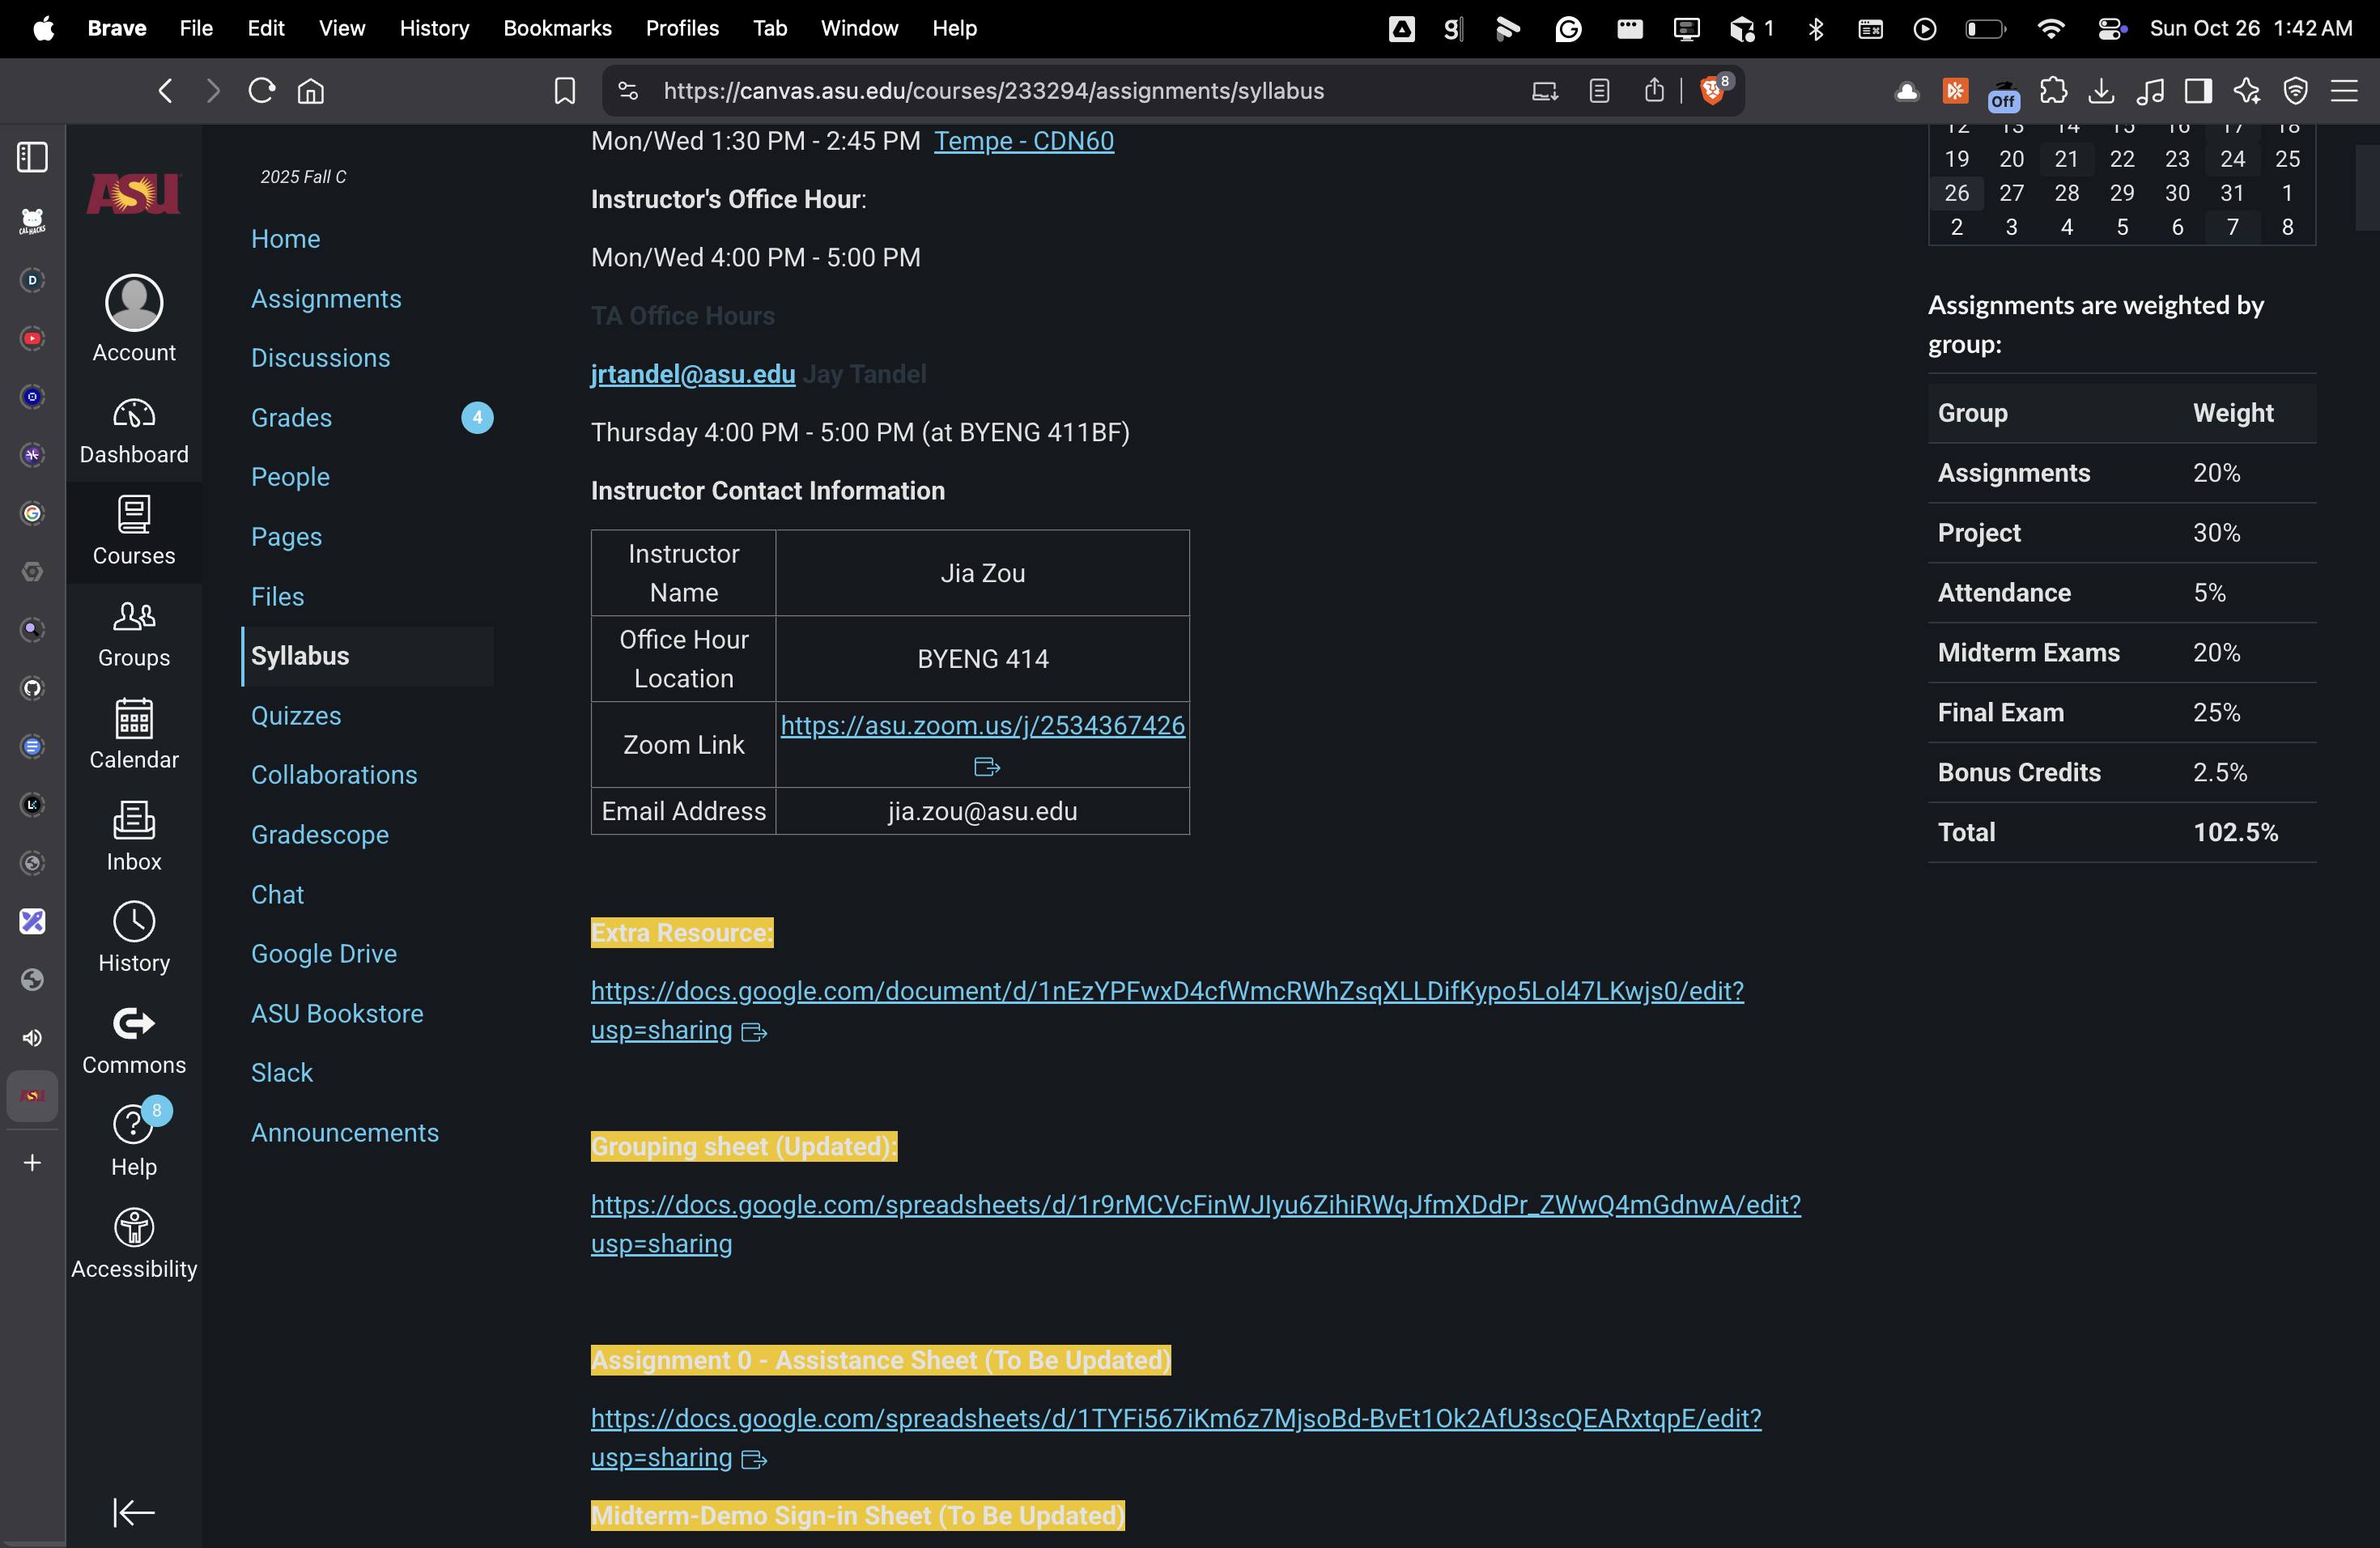 Brave File Edit View History Bookmarks Profiles Tab Window Help
1 Sun Oct 26 1:42 AM
https://canvas.asu.edu/courses/233294/assignments/syllabus
8
Off
CAL HACKS
D
ASU
Account
Dashboard
Courses
Groups
Calendar
Inbox
History
Commons
8
Help
Accessibility
2025 Fall C
Home
Assignments
Discussions
Grades 4
People
Pages
Files
Syllabus
Quizzes
Collaborations
Gradescope
Chat
Google Drive
ASU Bookstore
Slack
Announcements
Mon/Wed 1:30 PM - 2:45 PM Tempe - CDN60
Instructor's Office Hour:
Mon/Wed 4:00 PM - 5:00 PM
TA Office Hours
jrtandel@asu.edu Jay Tandel
Thursday 4:00 PM - 5:00 PM (at BYENG 411BF)
Instructor Contact Information
Instructor
Name
Jia Zou
Office Hour
Location
BYENG 414
Zoom Link
https://asu.zoom.us/j/2534367426
Email Address jia.zou@asu.edu
Extra Resource:
https://docs.google.com/document/d/1nEzYPFwxD4cfWmcRWhZsqXLLDifKypo5Lol47LKwjs0/edit?
usp=sharing
Grouping sheet (Updated):
https://docs.google.com/spreadsheets/d/1r9rMCVcFinWJIyu6ZihiRWqJfmXDdPr_ZWwQ4mGdnwA/edit?
usp=sharing
Assignment 0 - Assistance Sheet (To Be Updated)
https://docs.google.com/spreadsheets/d/1TYFi567iKm6z7MjsoBd-BvEt1Ok2AfU3scQEARxtqpE/edit?
usp=sharing
Midterm-Demo Sign-in Sheet (To Be Updated)
12 13 14 15 16 17 18
19 20 21 22 23 24 25
26 27 28 29 30 31 1
2 3 4 5 6 7 8
Assignments are weighted by
group:
Group Weight
Assignments 20%
Project 30%
Attendance 5%
Midterm Exams 20%
Final Exam 25%
Bonus Credits 2.5%
Total 102.5%